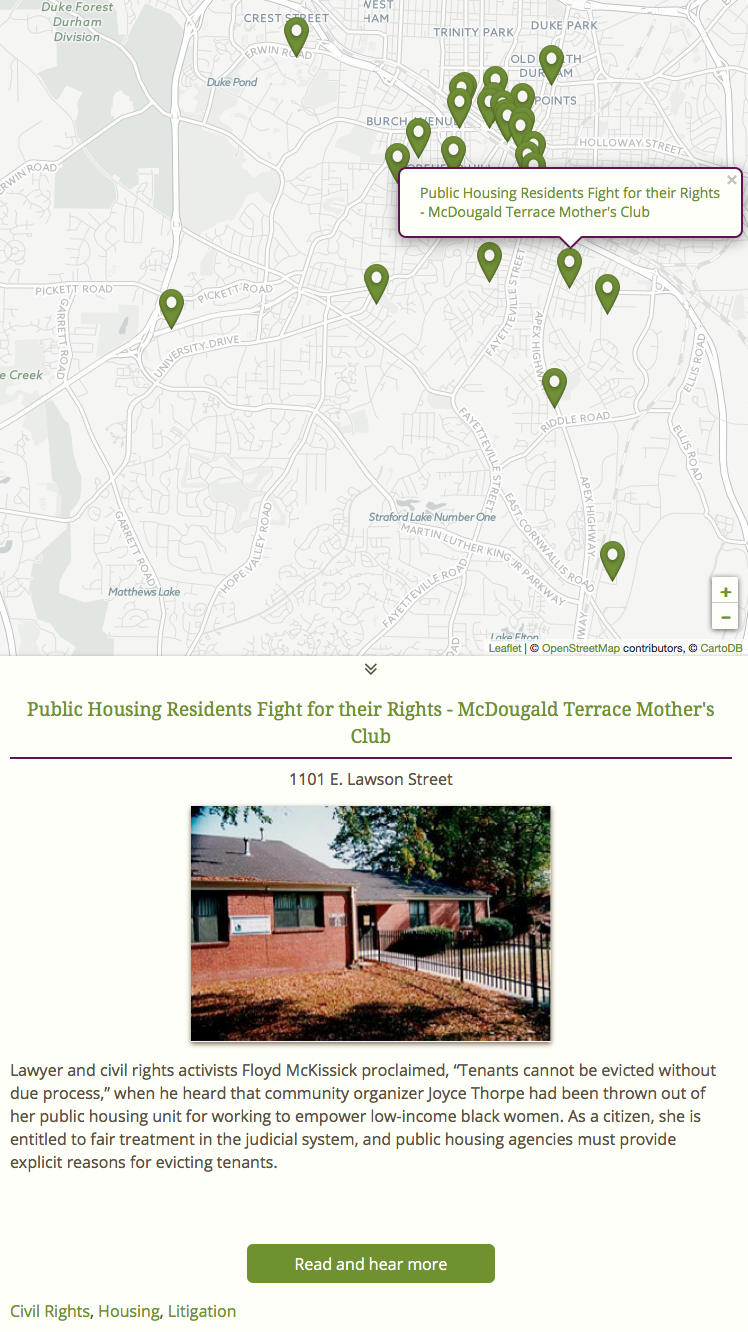 Duke Forest
Durham
Division
CREST STREET
WEST
HAM
TRINITY PARK
DUKE PARK
ERWIN ROAD
Duke Pond
OLD NORTH
DURHAM
POINTS
BURCH AVENUE
HOLLOWAY STREET
ERWIN ROAD
Public Housing Residents Fight for their Rights
- McDougald Terrace Mother's Club
×
PICKETT ROAD
PICKETT ROAD
GARRETT ROAD
UNIVERSITY DRIVE
FAYETTEVILLE STREET
APEX HIGHWAY
ELLIS ROAD
e Creek
RIDDLE ROAD
FAYETTEVILLE STREET
ELLIS ROAD
GARRETT ROAD
HOPE VALLEY ROAD
Straford Lake Number One
MARTIN LUTHER KING JR PARKWAY
EAST CORNWALLIS ROAD
APEX HIGHWAY
Matthews Lake
FAYETTEVILLE ROAD
HIGHWAY
Lake Elton
+
−
Leaflet | © OpenStreetMap contributors, © CartoDB
Public Housing Residents Fight for their Rights - McDougald Terrace Mother's
Club
1101 E. Lawson Street
Lawyer and civil rights activists Floyd McKissick proclaimed, “Tenants cannot be evicted without
due process,” when he heard that community organizer Joyce Thorpe had been thrown out of
her public housing unit for working to empower low-income black women. As a citizen, she is
entitled to fair treatment in the judicial system, and public housing agencies must provide
explicit reasons for evicting tenants.
Read and hear more
Civil Rights, Housing, Litigation